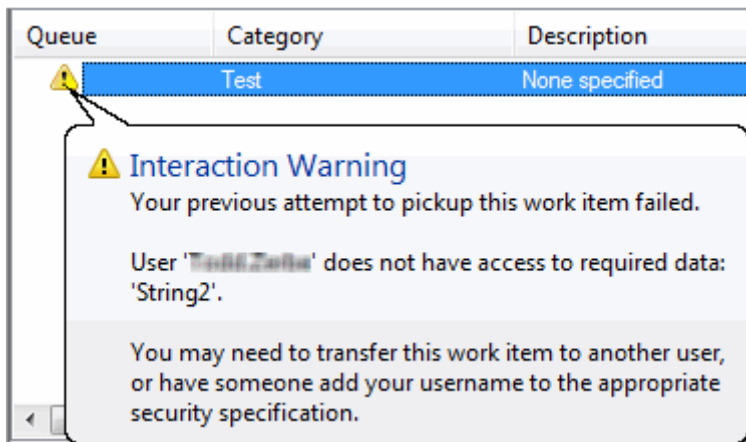 Queue Category Description
Test None specified
Interaction Warning
Your previous attempt to pickup this work item failed.
User '' does not have access to required data:
'String2'.
You may need to transfer this work item to another user,
or have someone add your username to the appropriate
security specification.